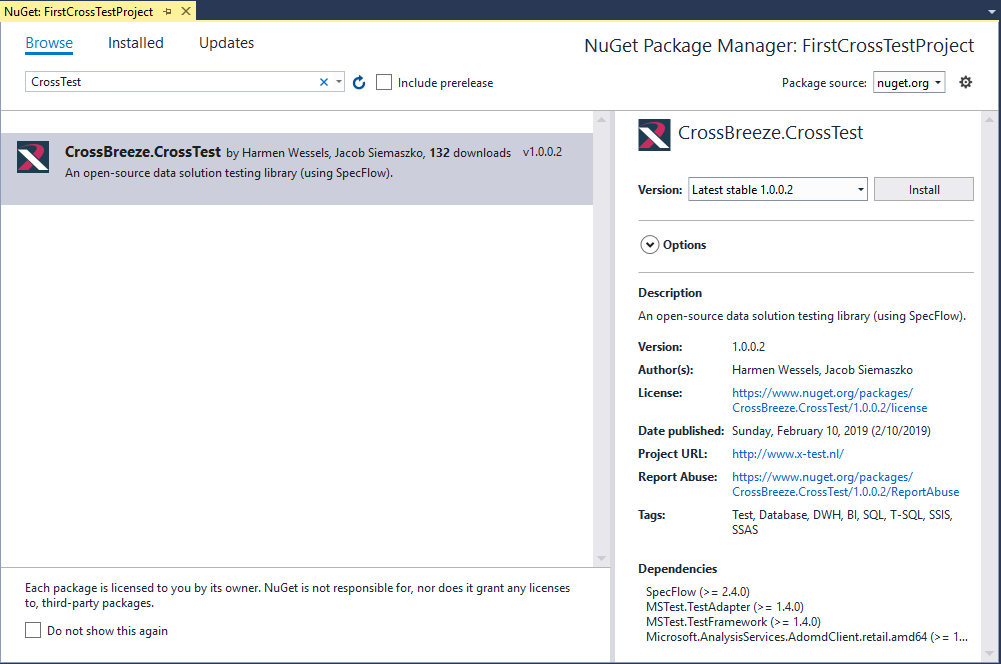 NuGet: FirstCrossTestProject
Browse Installed Updates
NuGet Package Manager: FirstCrossTestProject
CrossTest
Include prerelease
Package source: nuget.org
CrossBreeze.CrossTest by Harmen Wessels, Jacob Siemaszko, 132 downloads v1.0.0.2
An open-source data solution testing library (using SpecFlow).
Each package is licensed to you by its owner. NuGet is not responsible for, nor does it grant any licenses
to, third-party packages.
Do not show this again
CrossBreeze.CrossTest
Version: Latest stable 1.0.0.2 Install
Options
Description
An open-source data solution testing library (using SpecFlow).
Version: 1.0.0.2
Author(s): Harmen Wessels, Jacob Siemaszko
License: https://www.nuget.org/packages/
CrossBreeze.CrossTest/1.0.0.2/license
Date published: Sunday, February 10, 2019 (2/10/2019)
Project URL: http://www.x-test.nl/
Report Abuse: https://www.nuget.org/packages/
CrossBreeze.CrossTest/1.0.0.2/ReportAbuse
Tags: Test, Database, DWH, BI, SQL, T-SQL, SSIS,
SSAS
Dependencies
SpecFlow (>= 2.4.0)
MSTest.TestAdapter (>= 1.4.0)
MSTest.TestFramework (>= 1.4.0)
Microsoft.AnalysisServices.AdomdClient.retail.amd64 (>= 1...